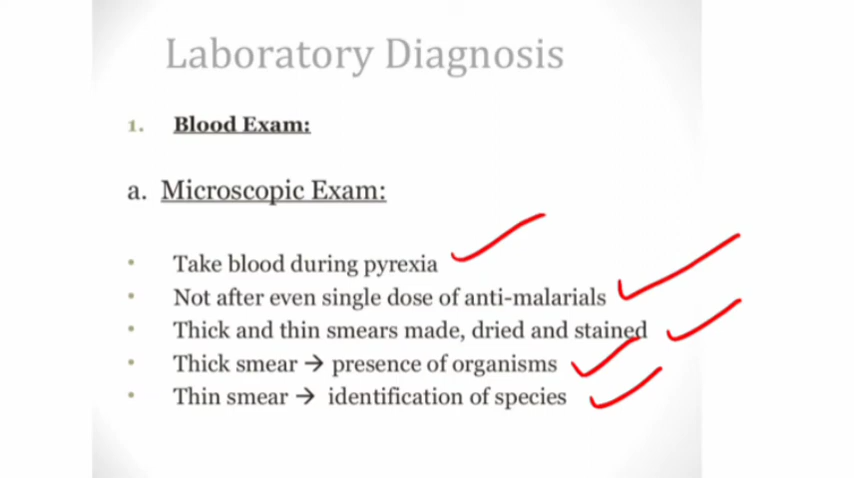 Laboratory Diagnosis
1. Blood Exam:
a. Microscopic Exam:
• Take blood during pyrexia
• Not after even single dose of anti-malarials
• Thick and thin smears made, dried and stained
• Thick smear → presence of organisms
• Thin smear → identification of species